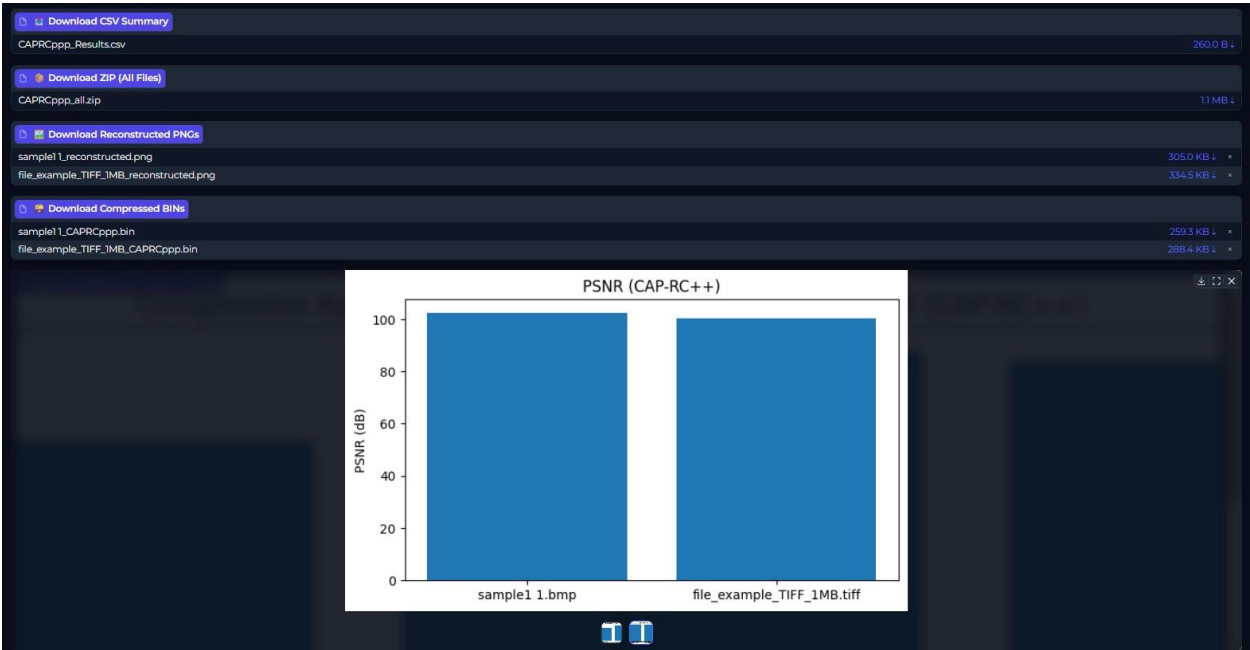 Download CSV Summary
CAPRCppp_Results.csv 260.0 B ↓
Download ZIP (All Files)
CAPRCppp_all.zip 1.1 MB ↓
Download Reconstructed PNGs
sample1 1_reconstructed.png 305.0 KB ↓ ×
file_example_TIFF_1MB_reconstructed.png 334.5 KB ↓ ×
Download Compressed BINs
sample1 1_CAPRCppp.bin 259.3 KB ↓ ×
file_example_TIFF_1MB_CAPRCppp.bin 288.4 KB ↓ ×
PSNR (CAP-RC++)
100
80
60
40
20
0
PSNR (dB)
sample1 1.bmp file_example_TIFF_1MB.tiff